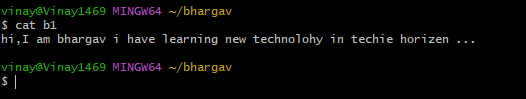 vinay@Vinay1469 MINGW64 ~/bhargav
$ cat b1
hi,I am bhargav i have learning new technolohy in techie horizen ...
vinay@Vinay1469 MINGW64 ~/bhargav
$